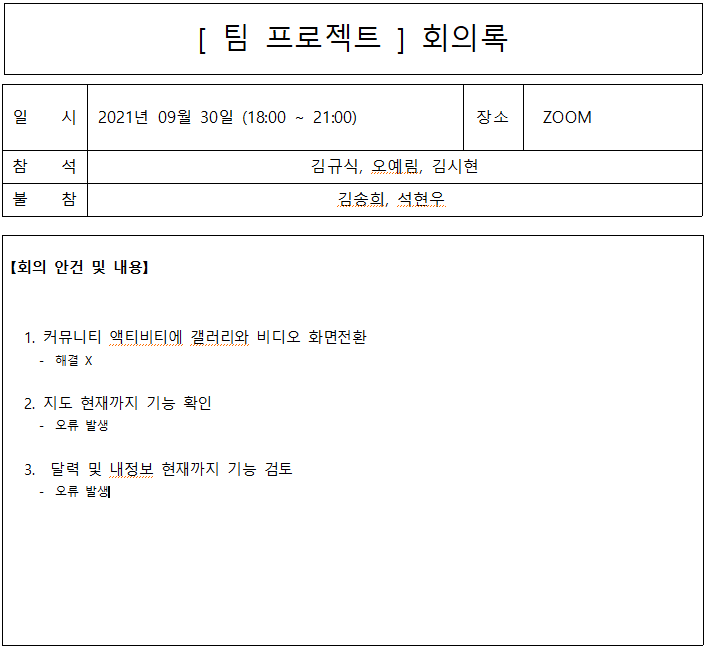 [ 팀 프로젝트 ] 회의록
일 시 2021년 09월 30일 (18:00 ~ 21:00) 장소 ZOOM
참 석 김규식, 오예림, 김시현
불 참 김송희, 석현우
[회의 안건 및 내용]
1. 커뮤니티 액티비티에 갤러리와 비디오 화면전환
- 해결 X
2. 지도 현재까지 기능 확인
- 오류 발생
3. 달력 및 내정보 현재까지 기능 검토
- 오류 발생